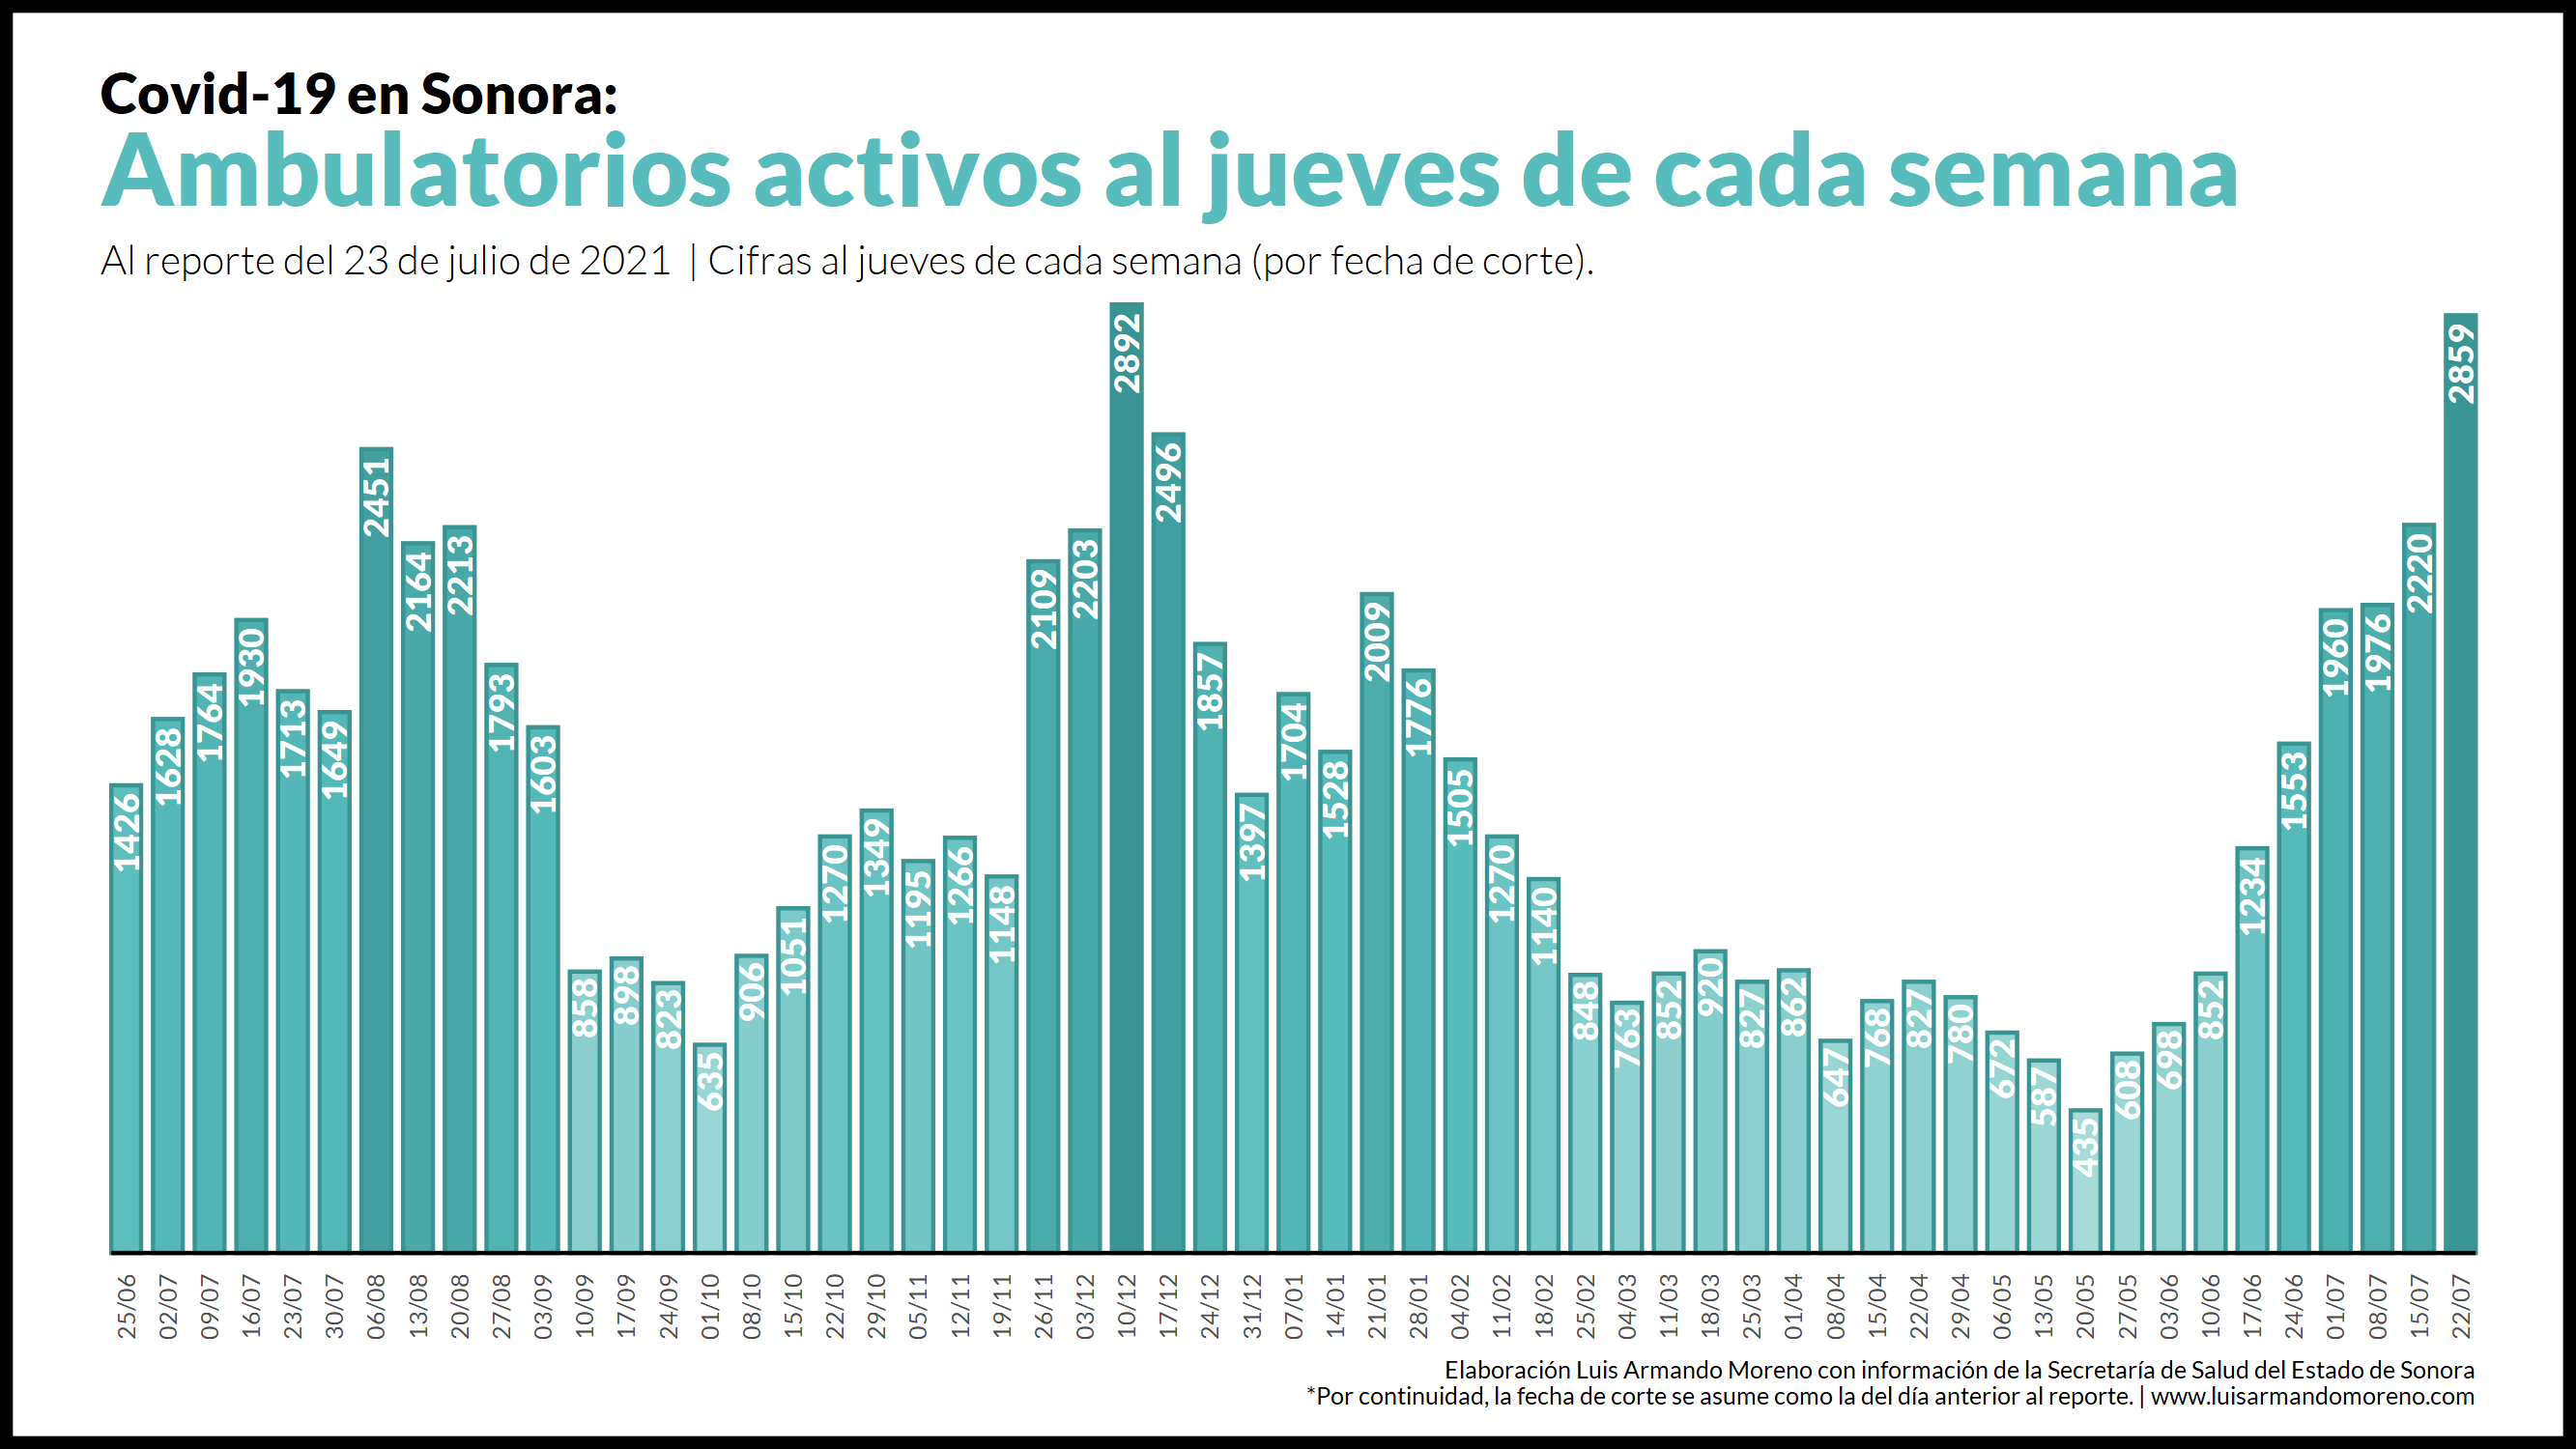 Covid-19 en Sonora:
Ambulatorios activos al jueves de cada semana
Al reporte del 23 de julio de 2021 | Cifras al jueves de cada semana (por fecha de corte).
1426 1628 1764 1930 1713 1649 2451 2164 2213 1793 1603 858 898 823 635 906 1051 1270 1349 1195 1266 1148 2109 2203 2892 2496 1857 1397 1704 1528 2009 1776 1505 1270 1140 848 763 852 920 827 862 647 768 827 780 672 587 435 608 698 852 1234 1553 1960 1976 2220 2859
25/06 02/07 09/07 16/07 23/07 30/07 06/08 13/08 20/08 27/08 03/09 10/09 17/09 24/09 01/10 08/10 15/10 22/10 29/10 05/11 12/11 19/11 26/11 03/12 10/12 17/12 24/12 31/12 07/01 14/01 21/01 28/01 04/02 11/02 18/02 25/02 04/03 11/03 18/03 25/03 01/04 08/04 15/04 22/04 29/04 06/05 13/05 20/05 27/05 03/06 10/06 17/06 24/06 01/07 08/07 15/07 22/07
Elaboración Luis Armando Moreno con información de la Secretaría de Salud del Estado de Sonora
*Por continuidad, la fecha de corte se asume como la del día anterior al reporte. | www.luisarmandomoreno.com